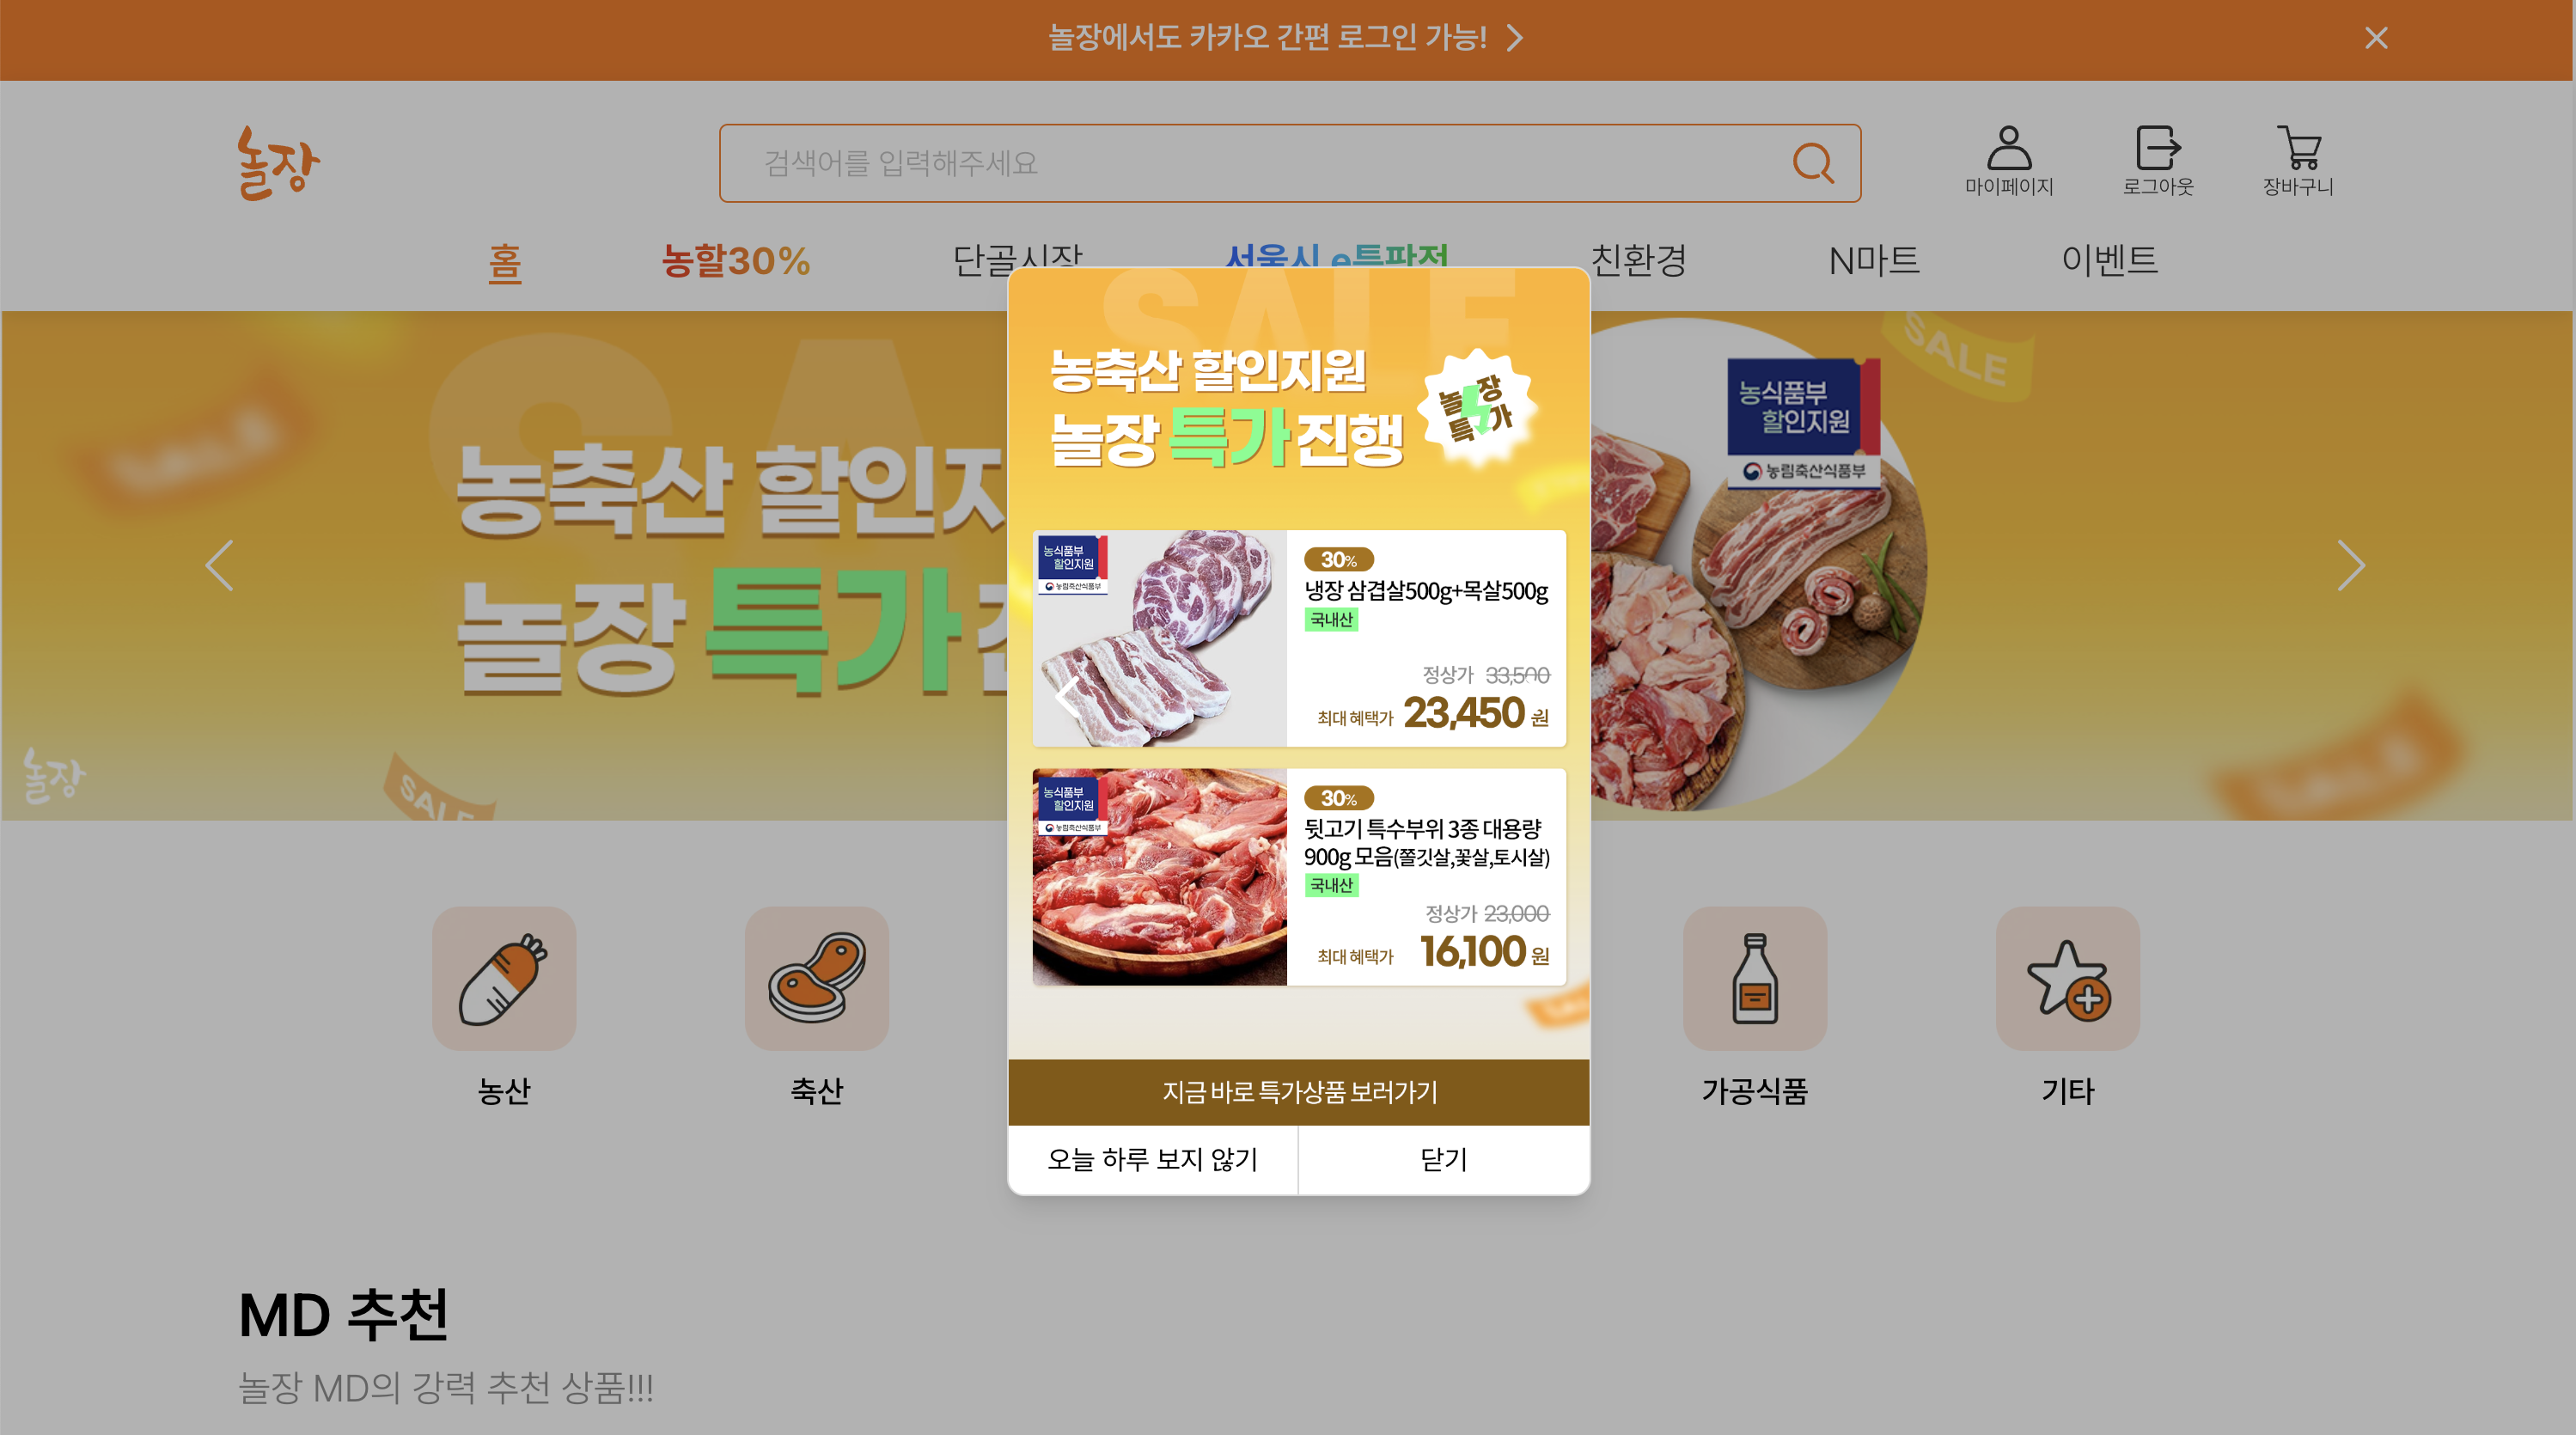 놀장에서도 카카오 간편 로그인 가능!
놀장
검색어를 입력해주세요
마이페이지
로그아웃
장바구니
홈
농할30%
단골시장
서울시 e특파전
친환경
N마트
이벤트
SALE
농축산 할인지원
놀장 특가 진행
놀장
특가
농식품부
할인지원
농림축산식품부
30%
냉장 삼겹살500g+목살500g
국내산
정상가 33,500
최대 혜택가 23,450 원
농식품부
할인지원
농림축산식품부
30%
뒷고기 특수부위 3종 대용량
900g 모음(쫄깃살,꽃살,토시살)
국내산
정상가 23,000
최대 혜택가 16,100 원
지금 바로 특가상품 보러가기
오늘 하루 보지 않기
닫기
SA
농축산 할인지
놀장 특가
SALE
농식품부
할인지원
농림축산식품부
놀장
SALE
농산
축산
가공식품
기타
MD 추천
놀장 MD의 강력 추천 상품!!!